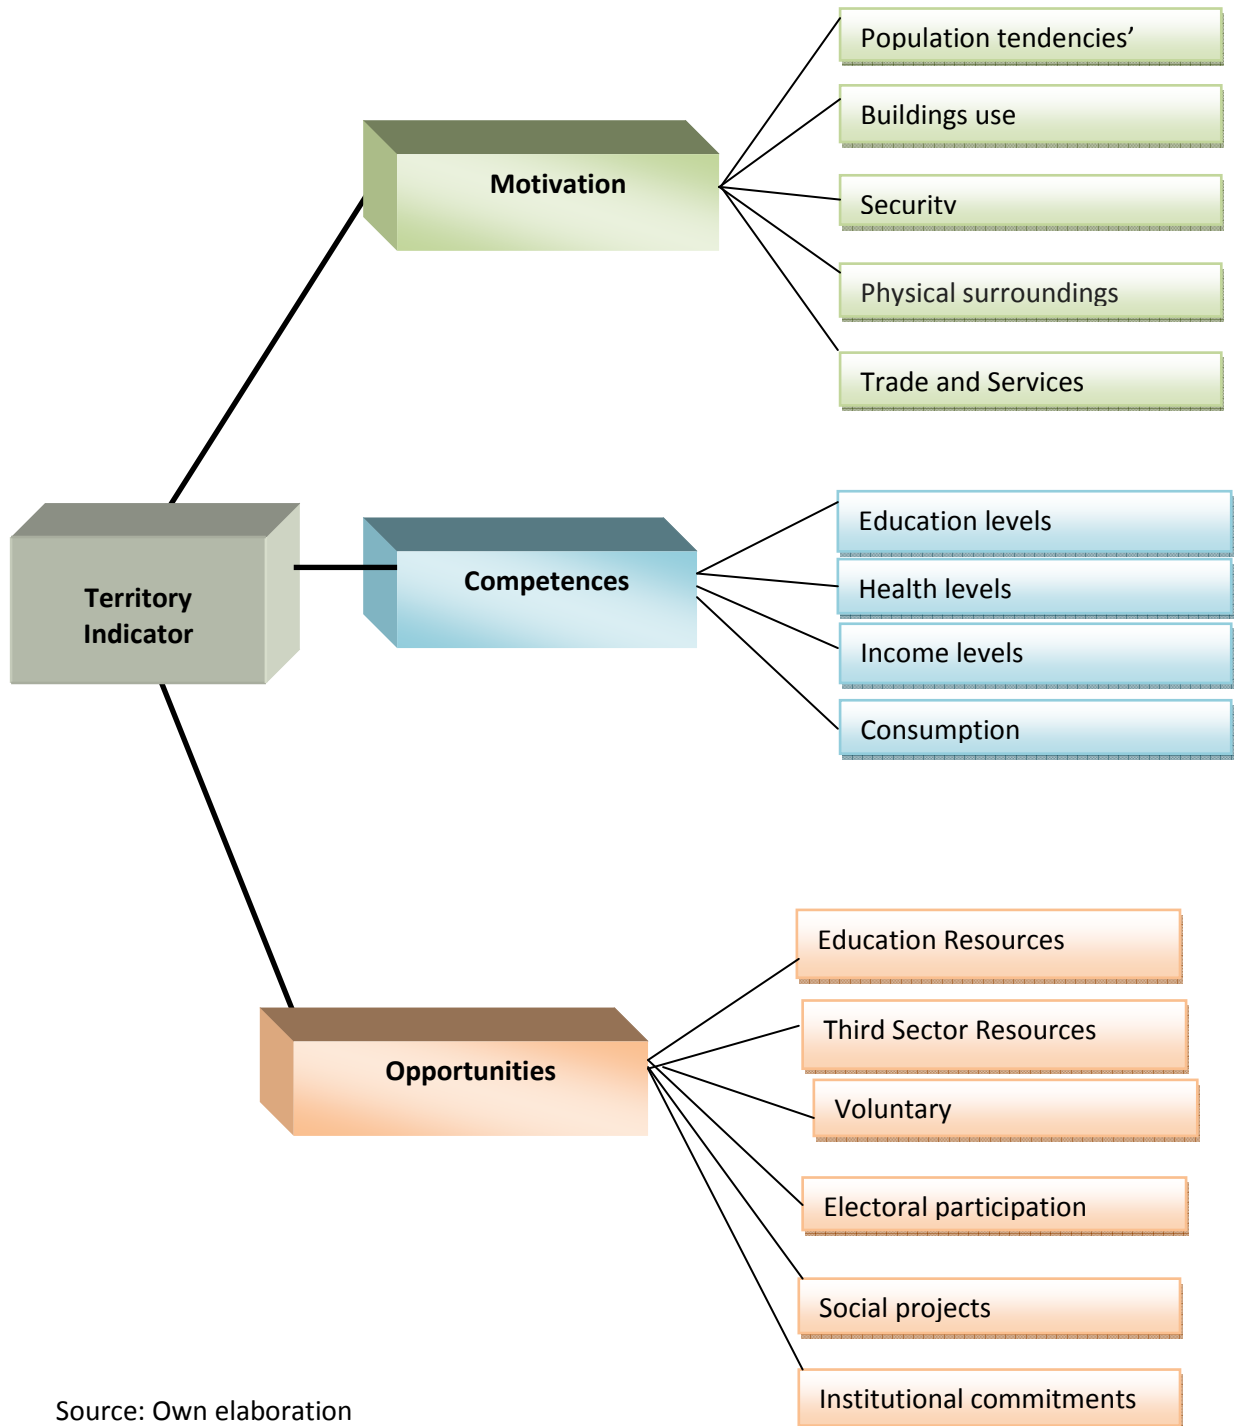 Population tendencies’
Buildings use
Motivation
Security
Physical surroundings
Trade and Services
Education levels
Competences
Health levels
Territory
Indicator
Income levels
Consumption
Education Resources
Third Sector Resources
Opportunities
Voluntary
Electoral participation
Social projects
Institutional commitments
Source: Own elaboration